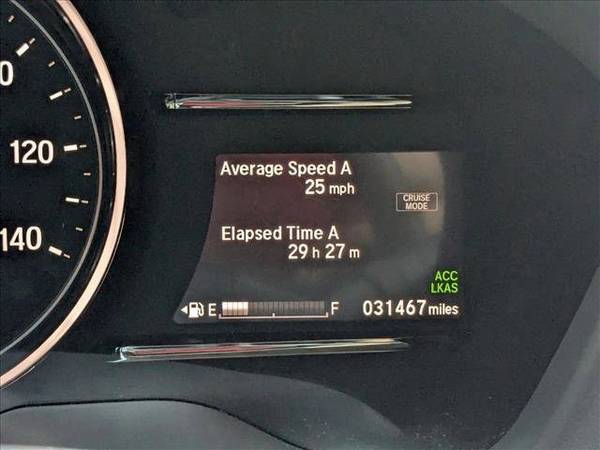 0
120
140
Average Speed A
25 mph
CRUISE
MODE
Elapsed Time A
29 h 27 m
ACC
LKAS
E F 031467 miles